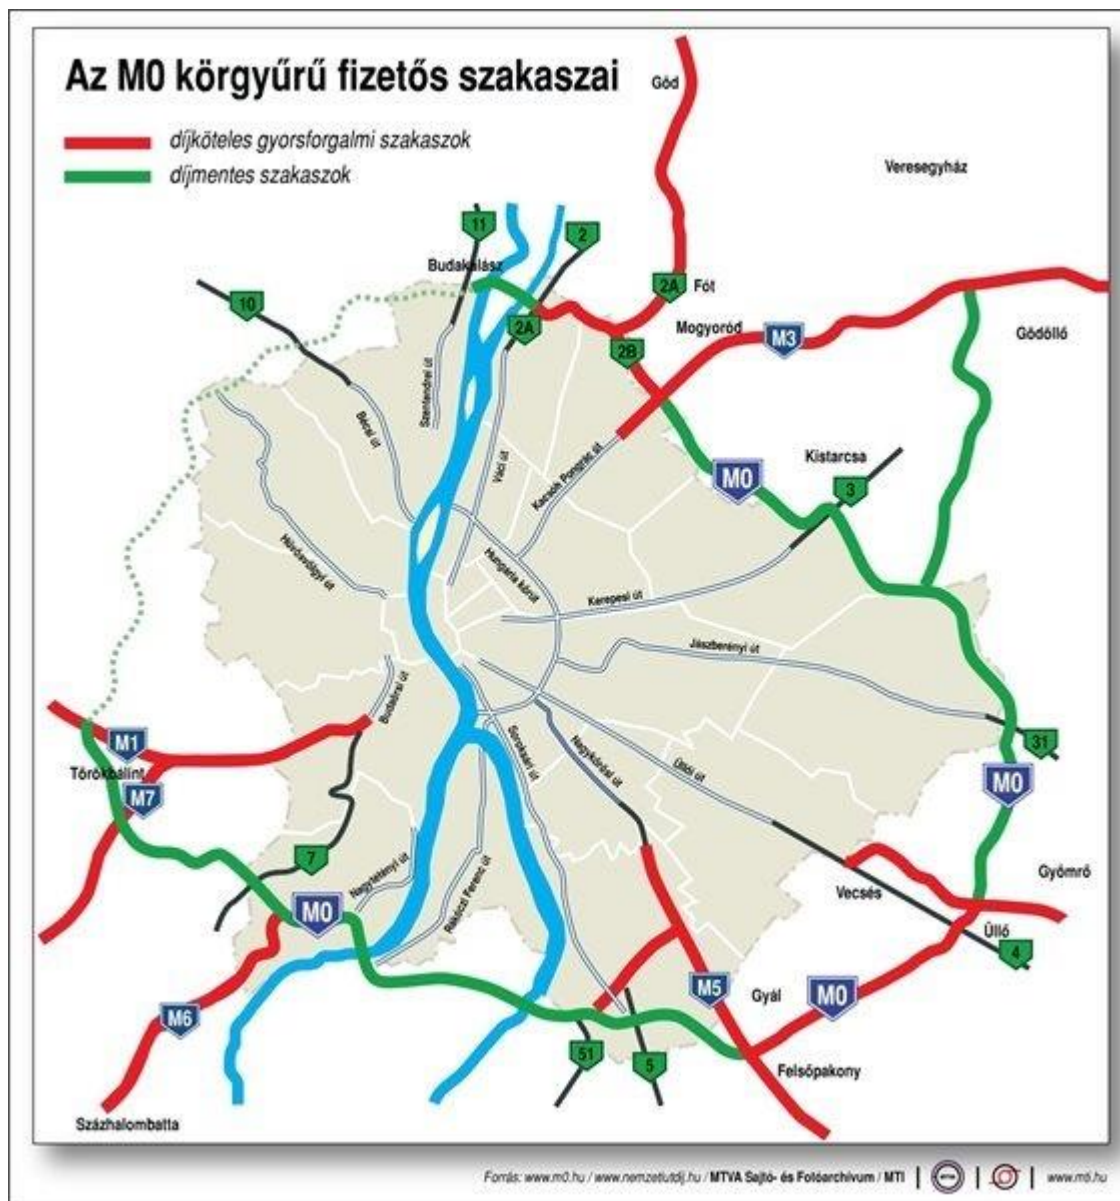 Az M0 körgyűrű fizetős szakaszai
díjköteles gyorsforgalmi szakaszok
díjmentes szakaszok
Göd
Veresegyház
11
2
Budakalász
10
2A
Fót
2A
Mogyoród
M3
Gödöllő
2B
Szentendrei út
Bécsi út
Váci út
Kacsóh Pongrác út
M0
Kistarcsa
3
Hűvösvölgyi út
Hungária körút
Kerepesi út
Jászberényi út
Budaörsi út
M1
Törökbálint
M7
Soroksári út
Nagykőrösi út
Üllői út
31
M0
7
Nagytétényi út
Rákóczi Ferenc út
Vecsés
Gyömrő
M0
Üllő
4
M6
M5
Gyál
M0
51
5
Felsőpakony
Százhalombatta
Forrás: www.m0.hu / www.nemzetiutdij.hu / MTVA Sajtó- és Fotóarchívum / MTI
www.mti.hu